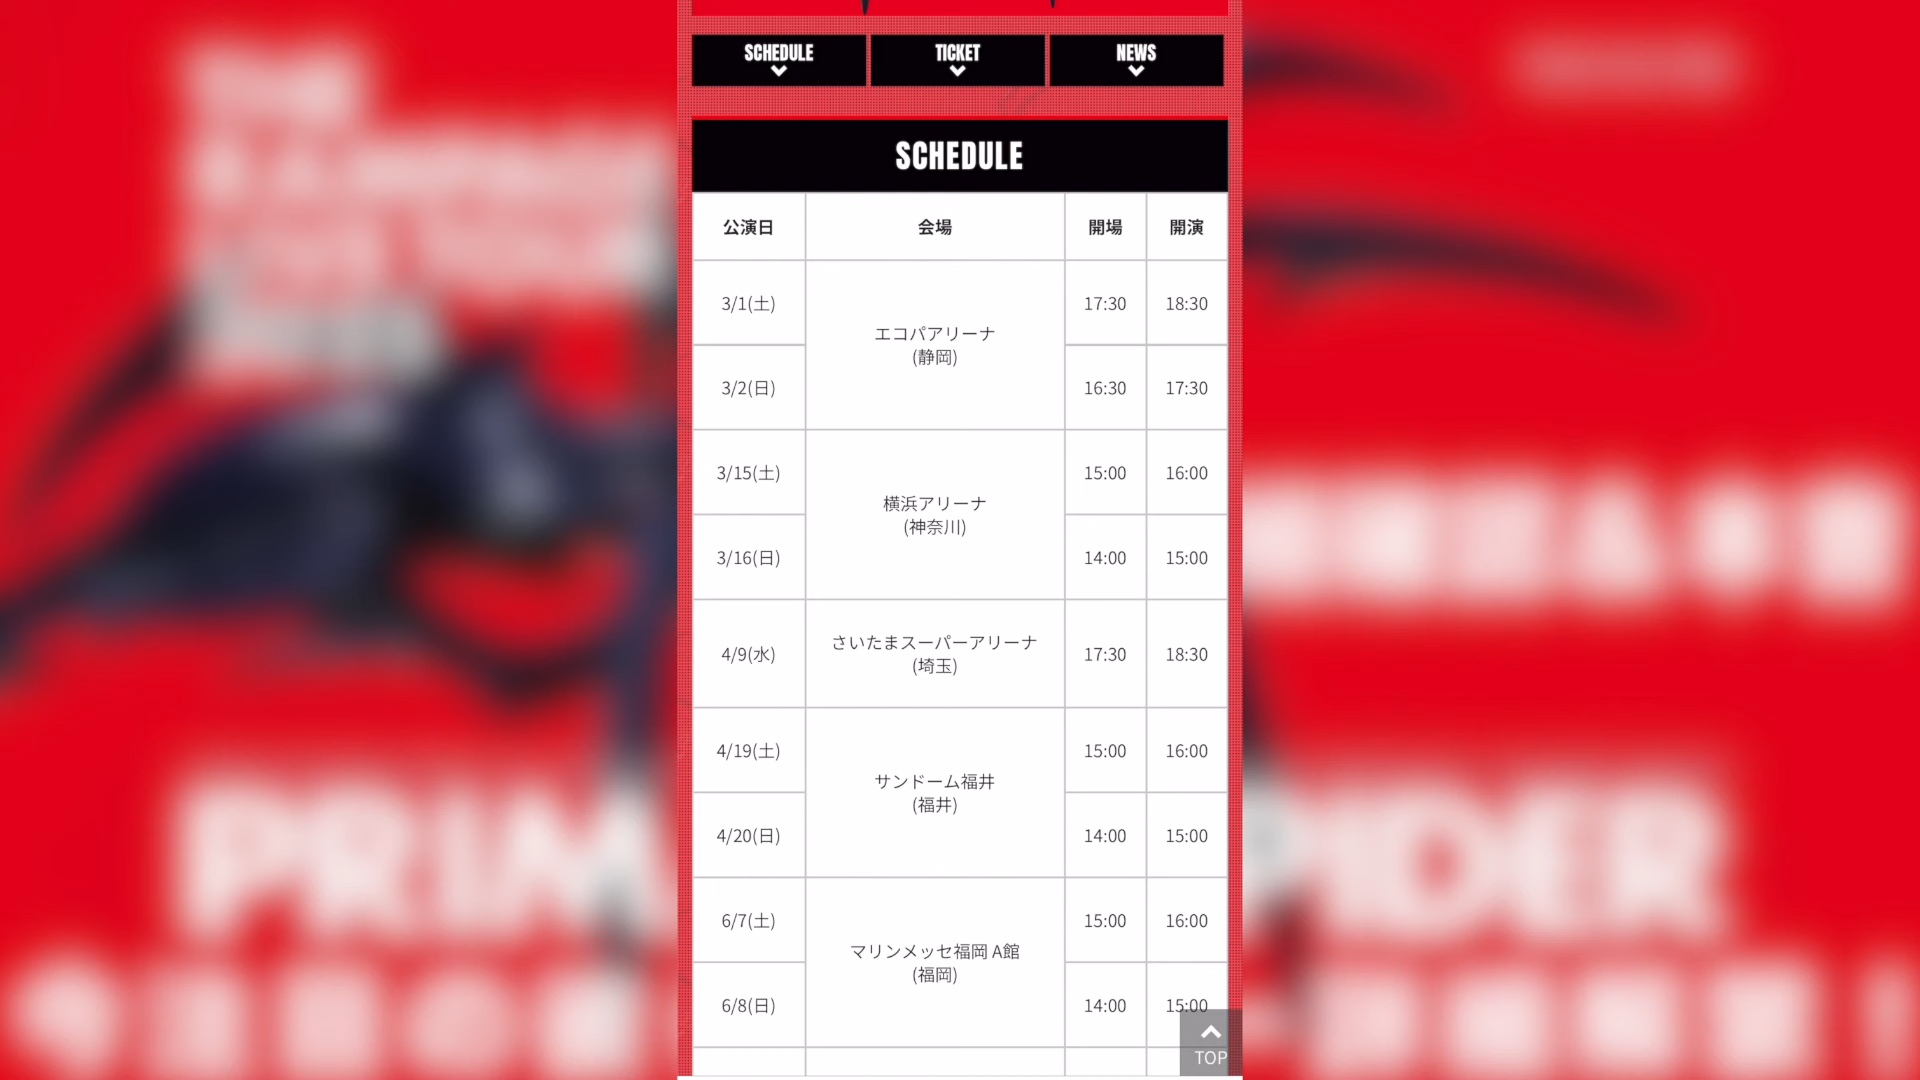 SCHEDULE
TICKET
NEWS
SCHEDULE
公演日 会場 開場 開演
3/1(土) エコパアリーナ (静岡) 17:30 18:30
3/2(日) 16:30 17:30
3/15(土) 横浜アリーナ (神奈川) 15:00 16:00
3/16(日) 14:00 15:00
4/9(水) さいたまスーパーアリーナ (埼玉) 17:30 18:30
4/19(土) サンドーム福井 (福井) 15:00 16:00
4/20(日) 14:00 15:00
6/7(土) マリンメッセ福岡 A館 (福岡) 15:00 16:00
6/8(日) 14:00 15:00
TOP